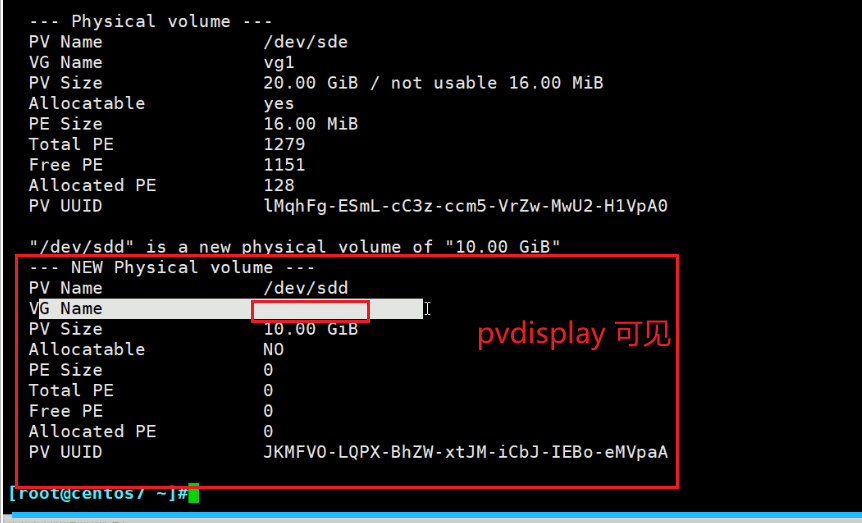 --- Physical volume ---
PV Name /dev/sde
VG Name vg1
PV Size 20.00 GiB / not usable 16.00 MiB
Allocatable yes
PE Size 16.00 MiB
Total PE 1279
Free PE 1151
Allocated PE 128
PV UUID lMqhFg-ESmL-cC3z-ccm5-VrZw-MwU2-H1VpA0
"/dev/sdd" is a new physical volume of "10.00 GiB"
--- NEW Physical volume ---
PV Name /dev/sdd
VG Name
PV Size 10.00 GiB
pvdisplay 可见
Allocatable NO
PE Size 0
Total PE 0
Free PE 0
Allocated PE 0
PV UUID JKMFVO-LQPX-BhZW-xtJM-iCbJ-IEBo-eMVpaA
[root@centos7 ~]#